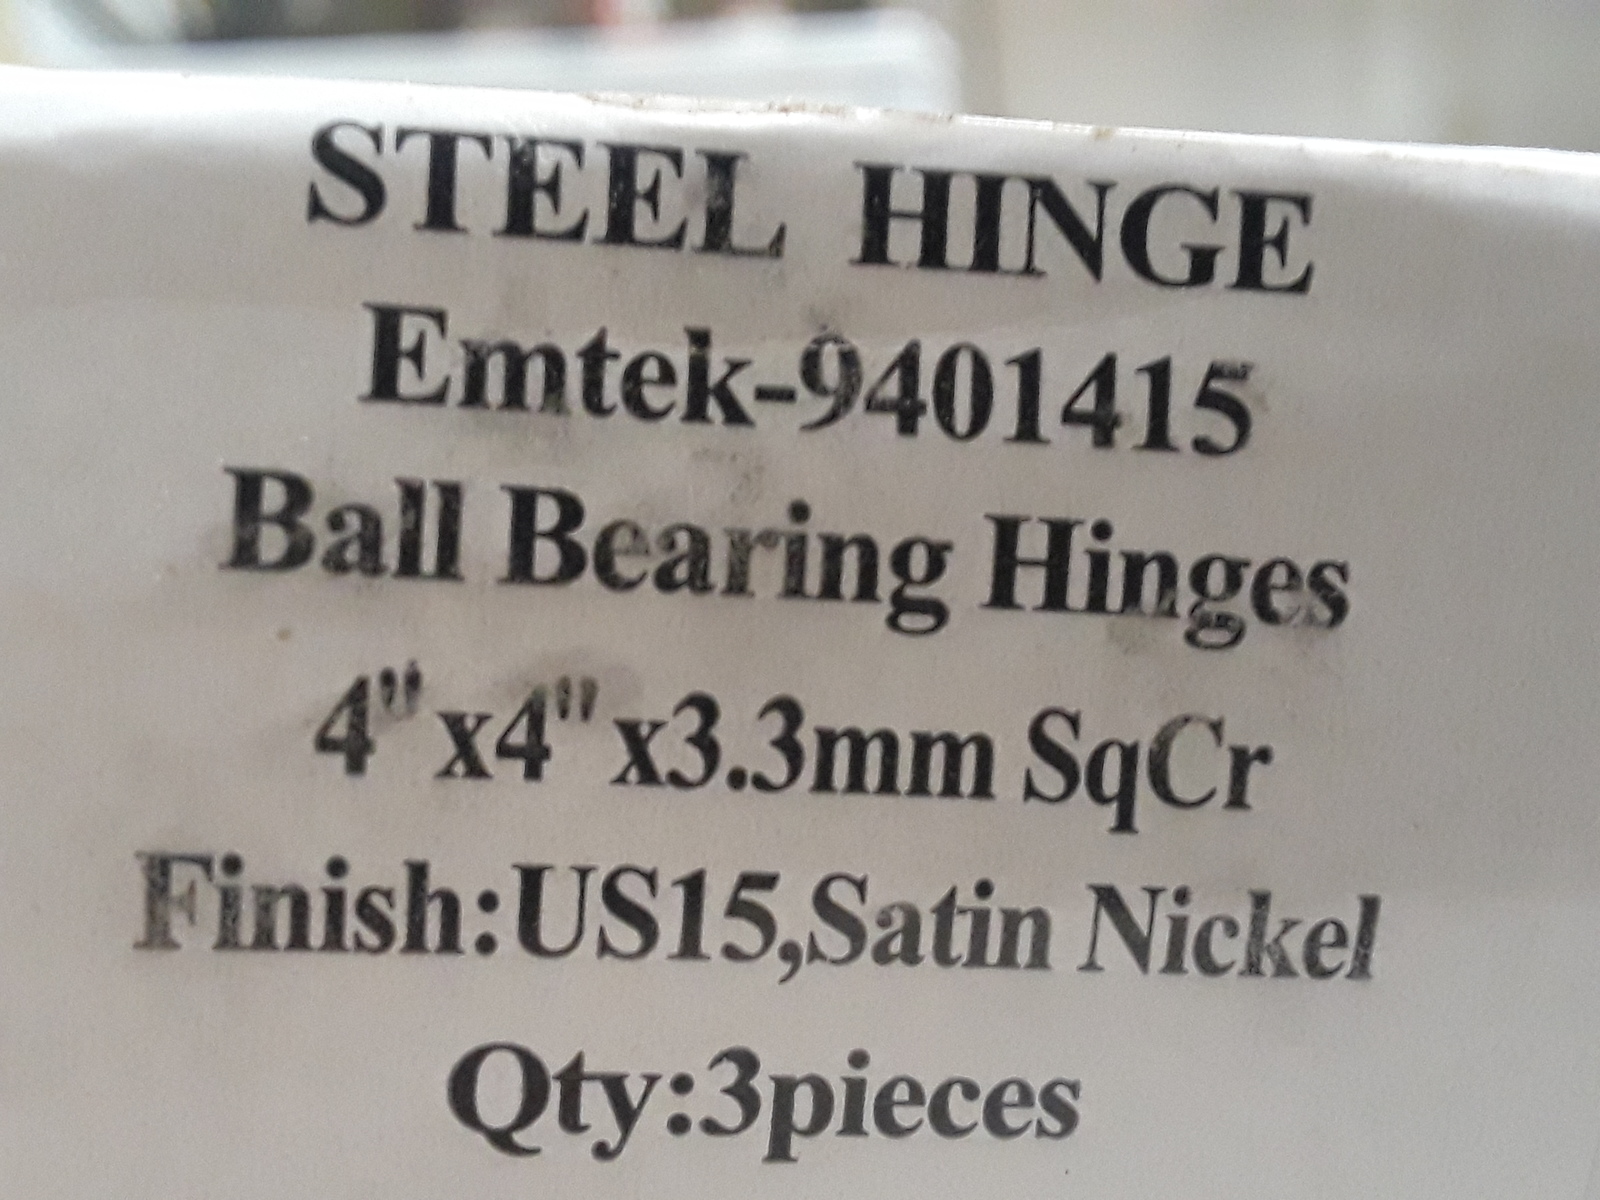 STEEL HINGE
Emtek-9401415
Ball Bearing Hinges
4"x4"x3.3mm SqCr
Finish:US15,Satin Nickel
Qty:3pieces